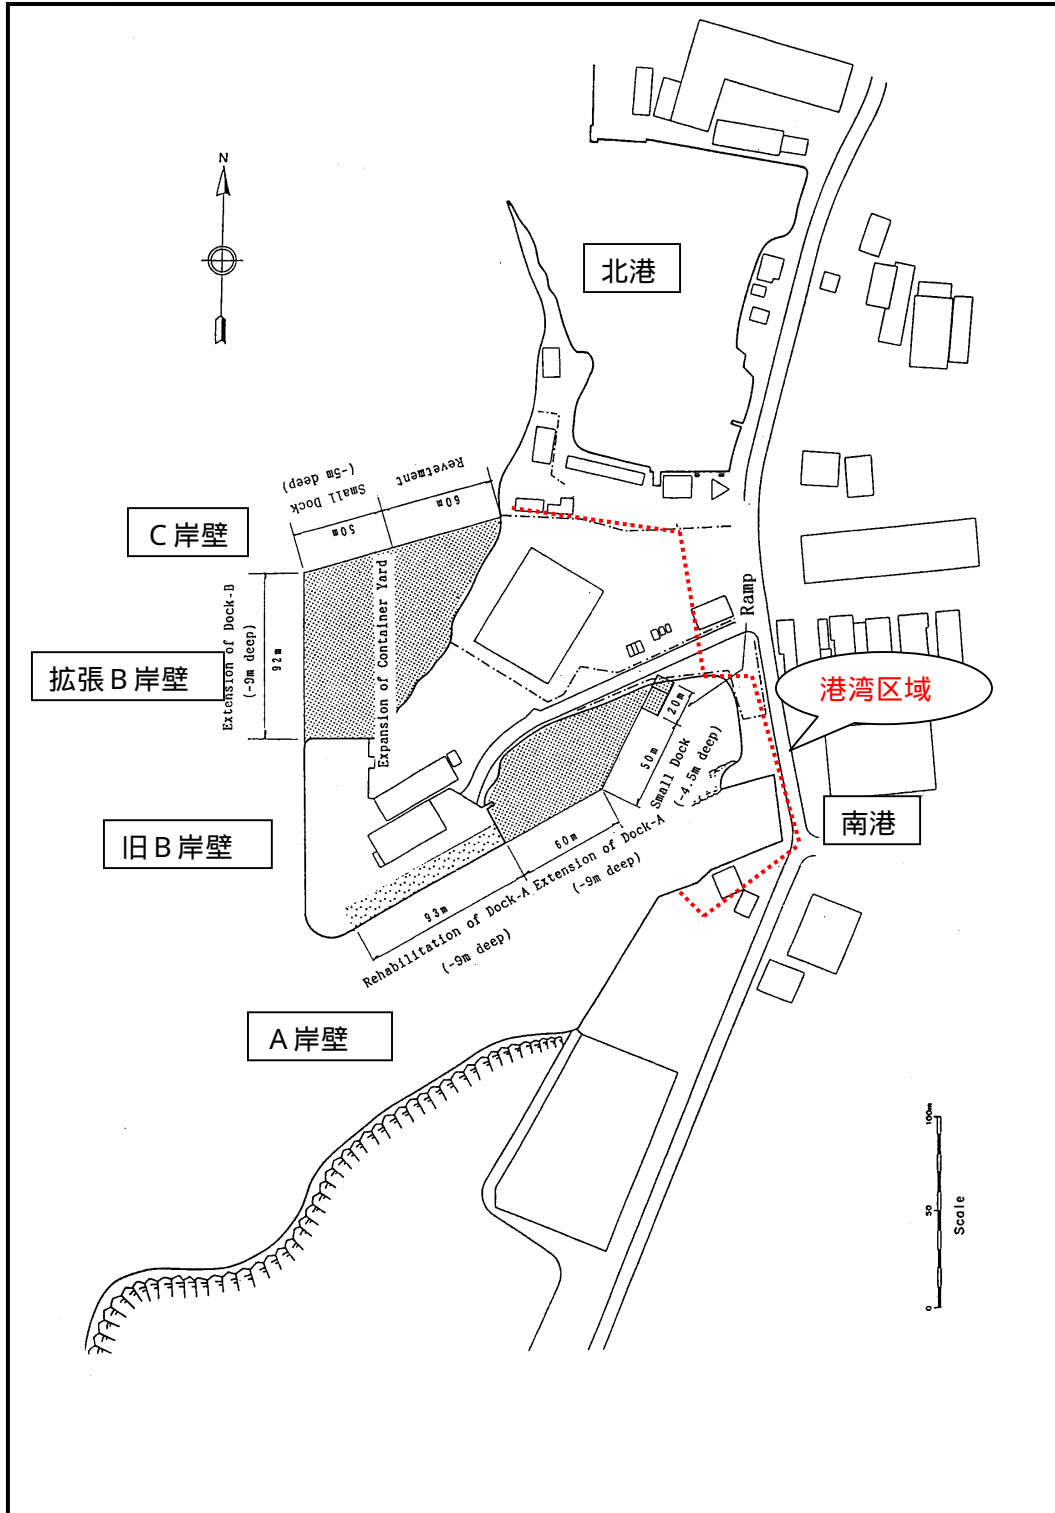 N
北港
Small Dock
(-5m deep)
Revetment
50m
60m
C岸壁
Extension of Dock-B
(-9m deep)
92m
拡張B岸壁
Expansion of Container Yard
Ramp
港湾区域
20m
50m
Small Dock
(-4.5m deep)
南港
旧B岸壁
60m
Extension of Dock-A
(-9m deep)
93m
Rehabilitation of Dock-A
(-9m deep)
A岸壁
100m
50
0
Scale